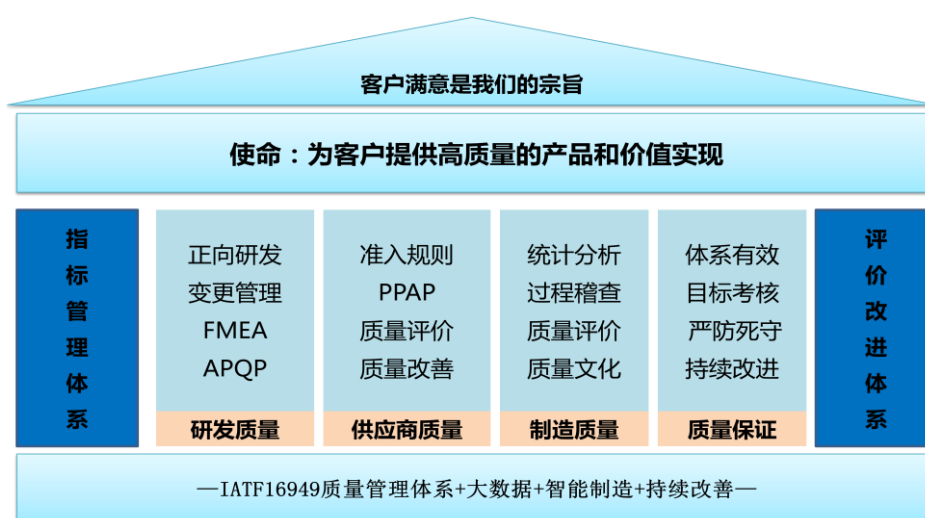 客户满意是我们的宗旨
使命：为客户提供高质量的产品和价值实现
指标管理体系
正向研发
变更管理
FMEA
APQP
研发质量
准入规则
PPAP
质量评价
质量改善
供应商质量
统计分析
过程稽查
质量评价
质量文化
制造质量
体系有效
目标考核
严防死守
持续改进
质量保证
评价改进体系
—IATF16949质量管理体系+大数据+智能制造+持续改善—